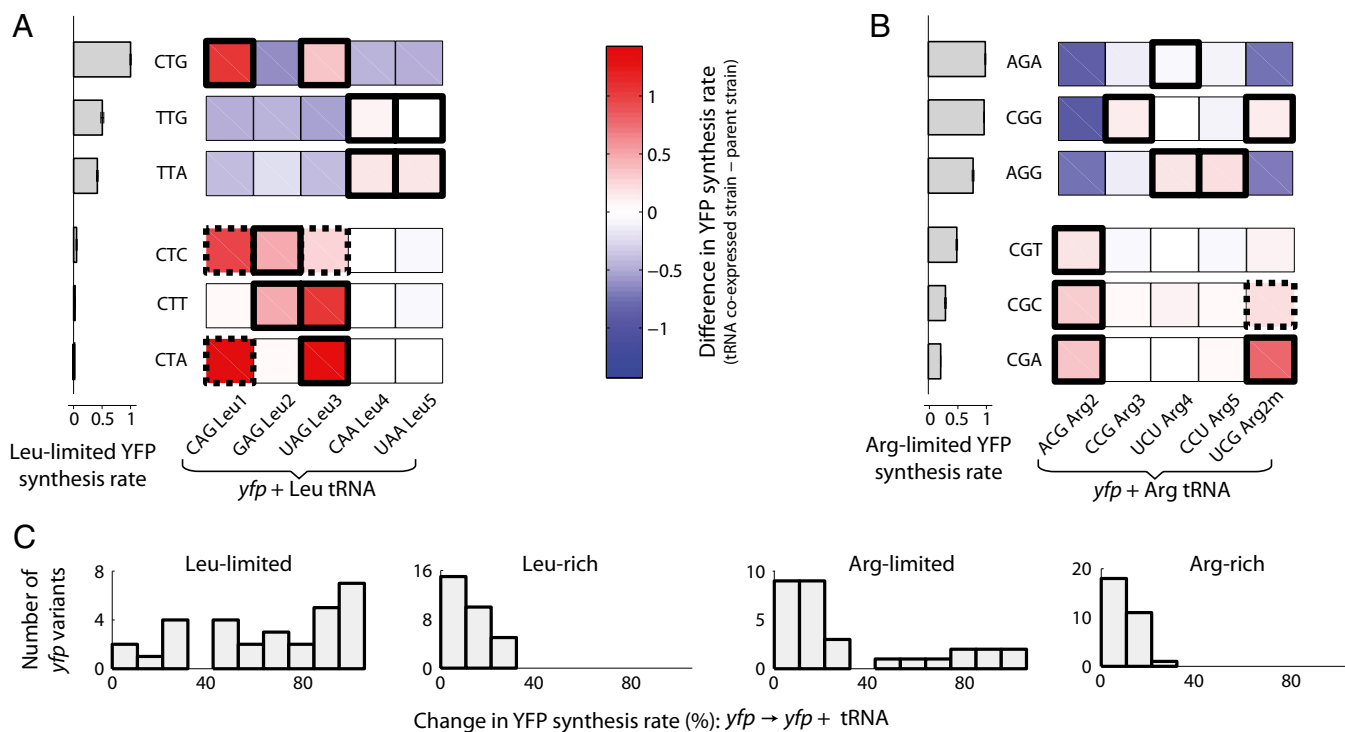 A
CTG
TTG
TTA
CTC
CTT
CTA
0 0.5 1
Leu-limited YFP
synthesis rate
CAG Leu1
GAG Leu2
UAG Leu3
CAA Leu4
UAA Leu5
yfp + Leu tRNA
1
0.5
0
−0.5
−1
Difference in YFP synthesis rate
(tRNA co-expressed strain – parent strain)
B
AGA
CGG
AGG
CGT
CGC
CGA
0 0.5 1
Arg-limited YFP
synthesis rate
ACG Arg2
CCG Arg3
UCU Arg4
CCU Arg5
UCG Arg2m
yfp + Arg tRNA
C
Number of
yfp variants
Leu-limited
8
4
0
0 40 80
Leu-rich
16
8
0
0 40 80
Arg-limited
10
5
0
0 40 80
Arg-rich
20
10
0
0 40 80
Change in YFP synthesis rate (%): yfp → yfp + tRNA